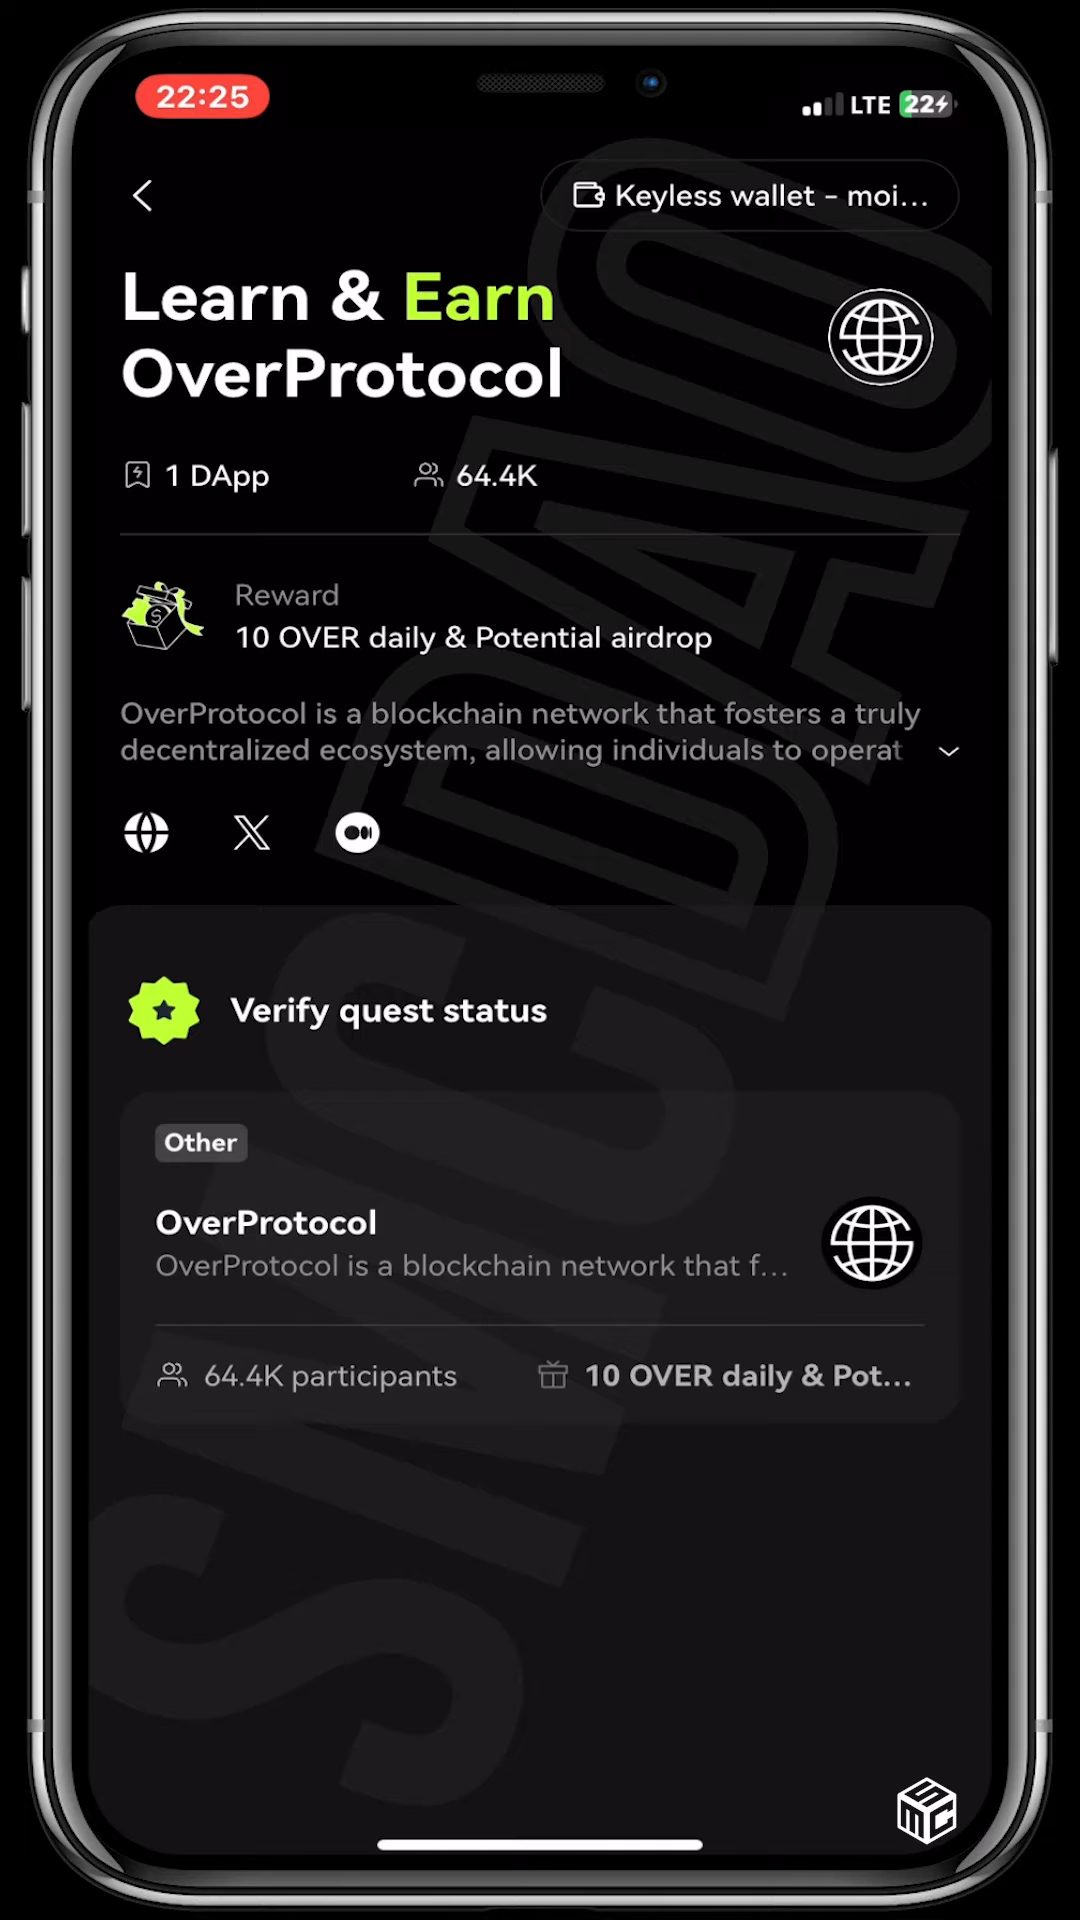 22:25
LTE 22
Keyless wallet - moi...
Learn & Earn
OverProtocol
1 DApp
64.4K
Reward
10 OVER daily & Potential airdrop
OverProtocol is a blockchain network that fosters a truly
decentralized ecosystem, allowing individuals to operat
Verify quest status
Other
OverProtocol
OverProtocol is a blockchain network that f...
64.4K participants
10 OVER daily & Pot...
SMCDAO
SMC